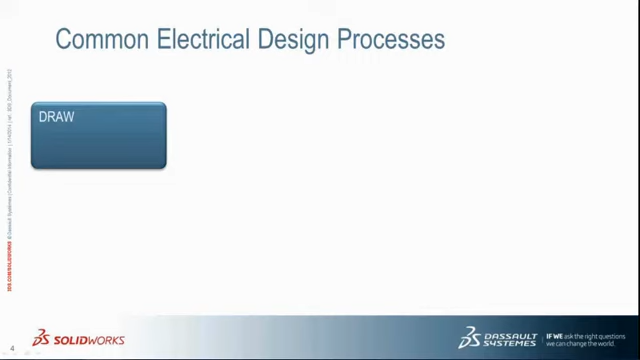 Common Electrical Design Processes
DRAW
4
SOLIDWORKS
DASSAULT
SYSTEMES
IF WE ask the right questions
we can change the world.